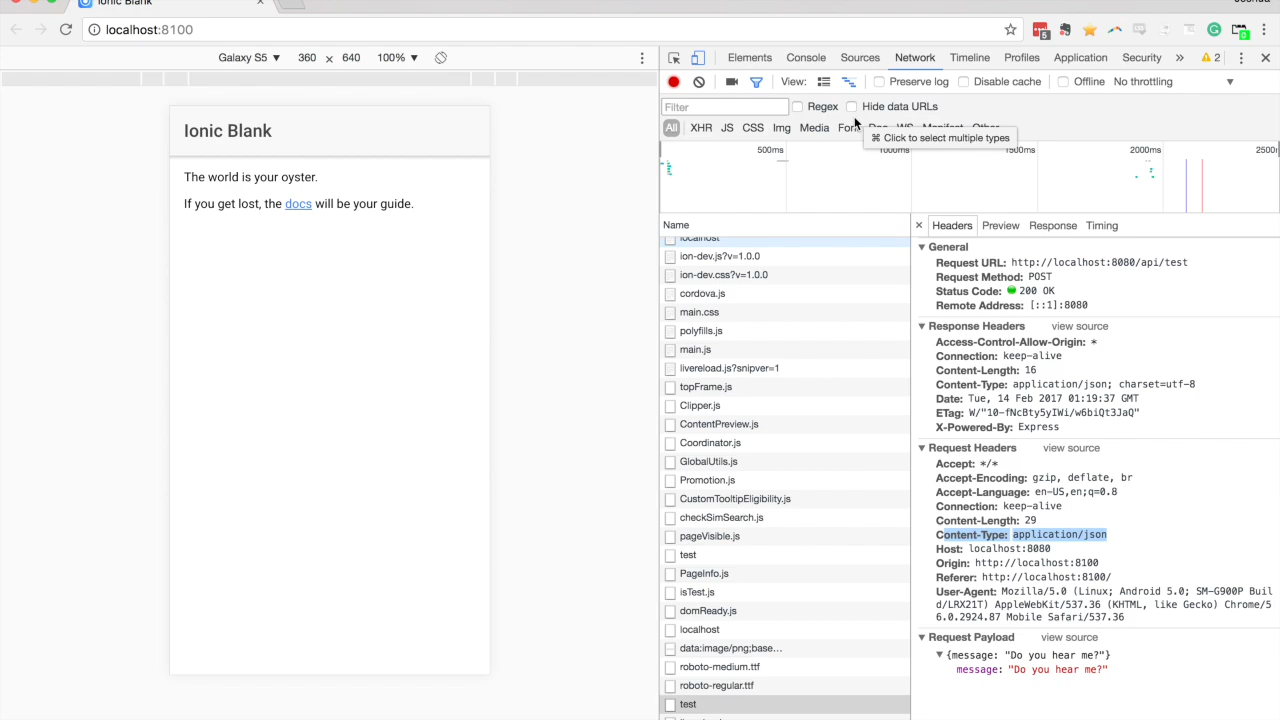 Ionic Blank
localhost:8100
Galaxy S5 ▼ 360 × 640 100% ▼
Elements Console Sources Network Timeline Profiles Application Security » 2
View: Preserve log Disable cache Offline No throttling ▼
Filter Regex Hide data URLs
All XHR JS CSS Img Media Font Doc WS Manifest Other
⌘ Click to select multiple types
500ms 1000ms 1500ms 2000ms
Ionic Blank
The world is your oyster.
If you get lost, the docs will be your guide.
Name
localhost
ion-dev.js?v=1.0.0
ion-dev.css?v=1.0.0
cordova.js
main.css
polyfills.js
main.js
livereload.js?snipver=1
topFrame.js
Clipper.js
ContentPreview.js
Coordinator.js
GlobalUtils.js
Promotion.js
CustomTooltipEligibility.js
checkSimSearch.js
pageVisible.js
test
PageInfo.js
isTest.js
domReady.js
localhost
data:image/png;base…
roboto-medium.ttf
roboto-regular.ttf
test
× Headers Preview Response Timing
▼ General
Request URL: http://localhost:8080/api/test
Request Method: POST
Status Code: 200 OK
Remote Address: [::1]:8080
▼ Response Headers view source
Access-Control-Allow-Origin: *
Connection: keep-alive
Content-Length: 16
Content-Type: application/json; charset=utf-8
Date: Tue, 14 Feb 2017 01:19:37 GMT
ETag: W/"10-fNcBty5yIWi/w6biQt3JaQ"
X-Powered-By: Express
▼ Request Headers view source
Accept: */*
Accept-Encoding: gzip, deflate, br
Accept-Language: en-US,en;q=0.8
Connection: keep-alive
Content-Length: 29
Content-Type: application/json
Host: localhost:8080
Origin: http://localhost:8100
Referer: http://localhost:8100/
User-Agent: Mozilla/5.0 (Linux; Android 5.0; SM-G900P Buil
d/LRX21T) AppleWebKit/537.36 (KHTML, like Gecko) Chrome/5
6.0.2924.87 Mobile Safari/537.36
▼ Request Payload view source
▼ {message: "Do you hear me?"}
message: "Do you hear me?"